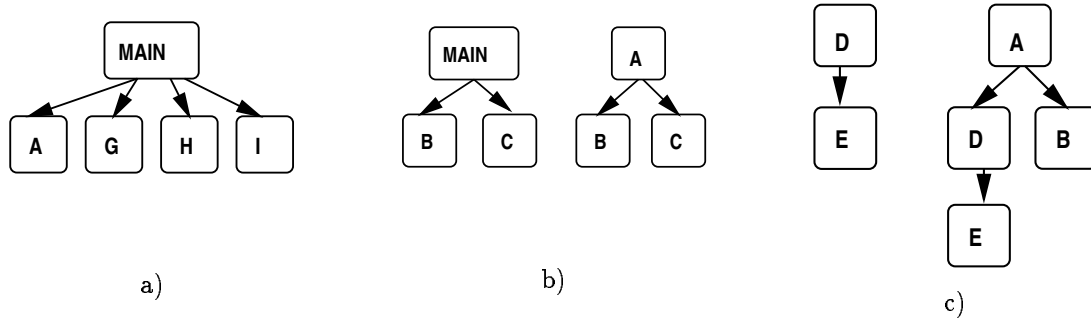 MAIN
A G H I
a)
MAIN A
B C B C
b)
D A
E D B
E
c)